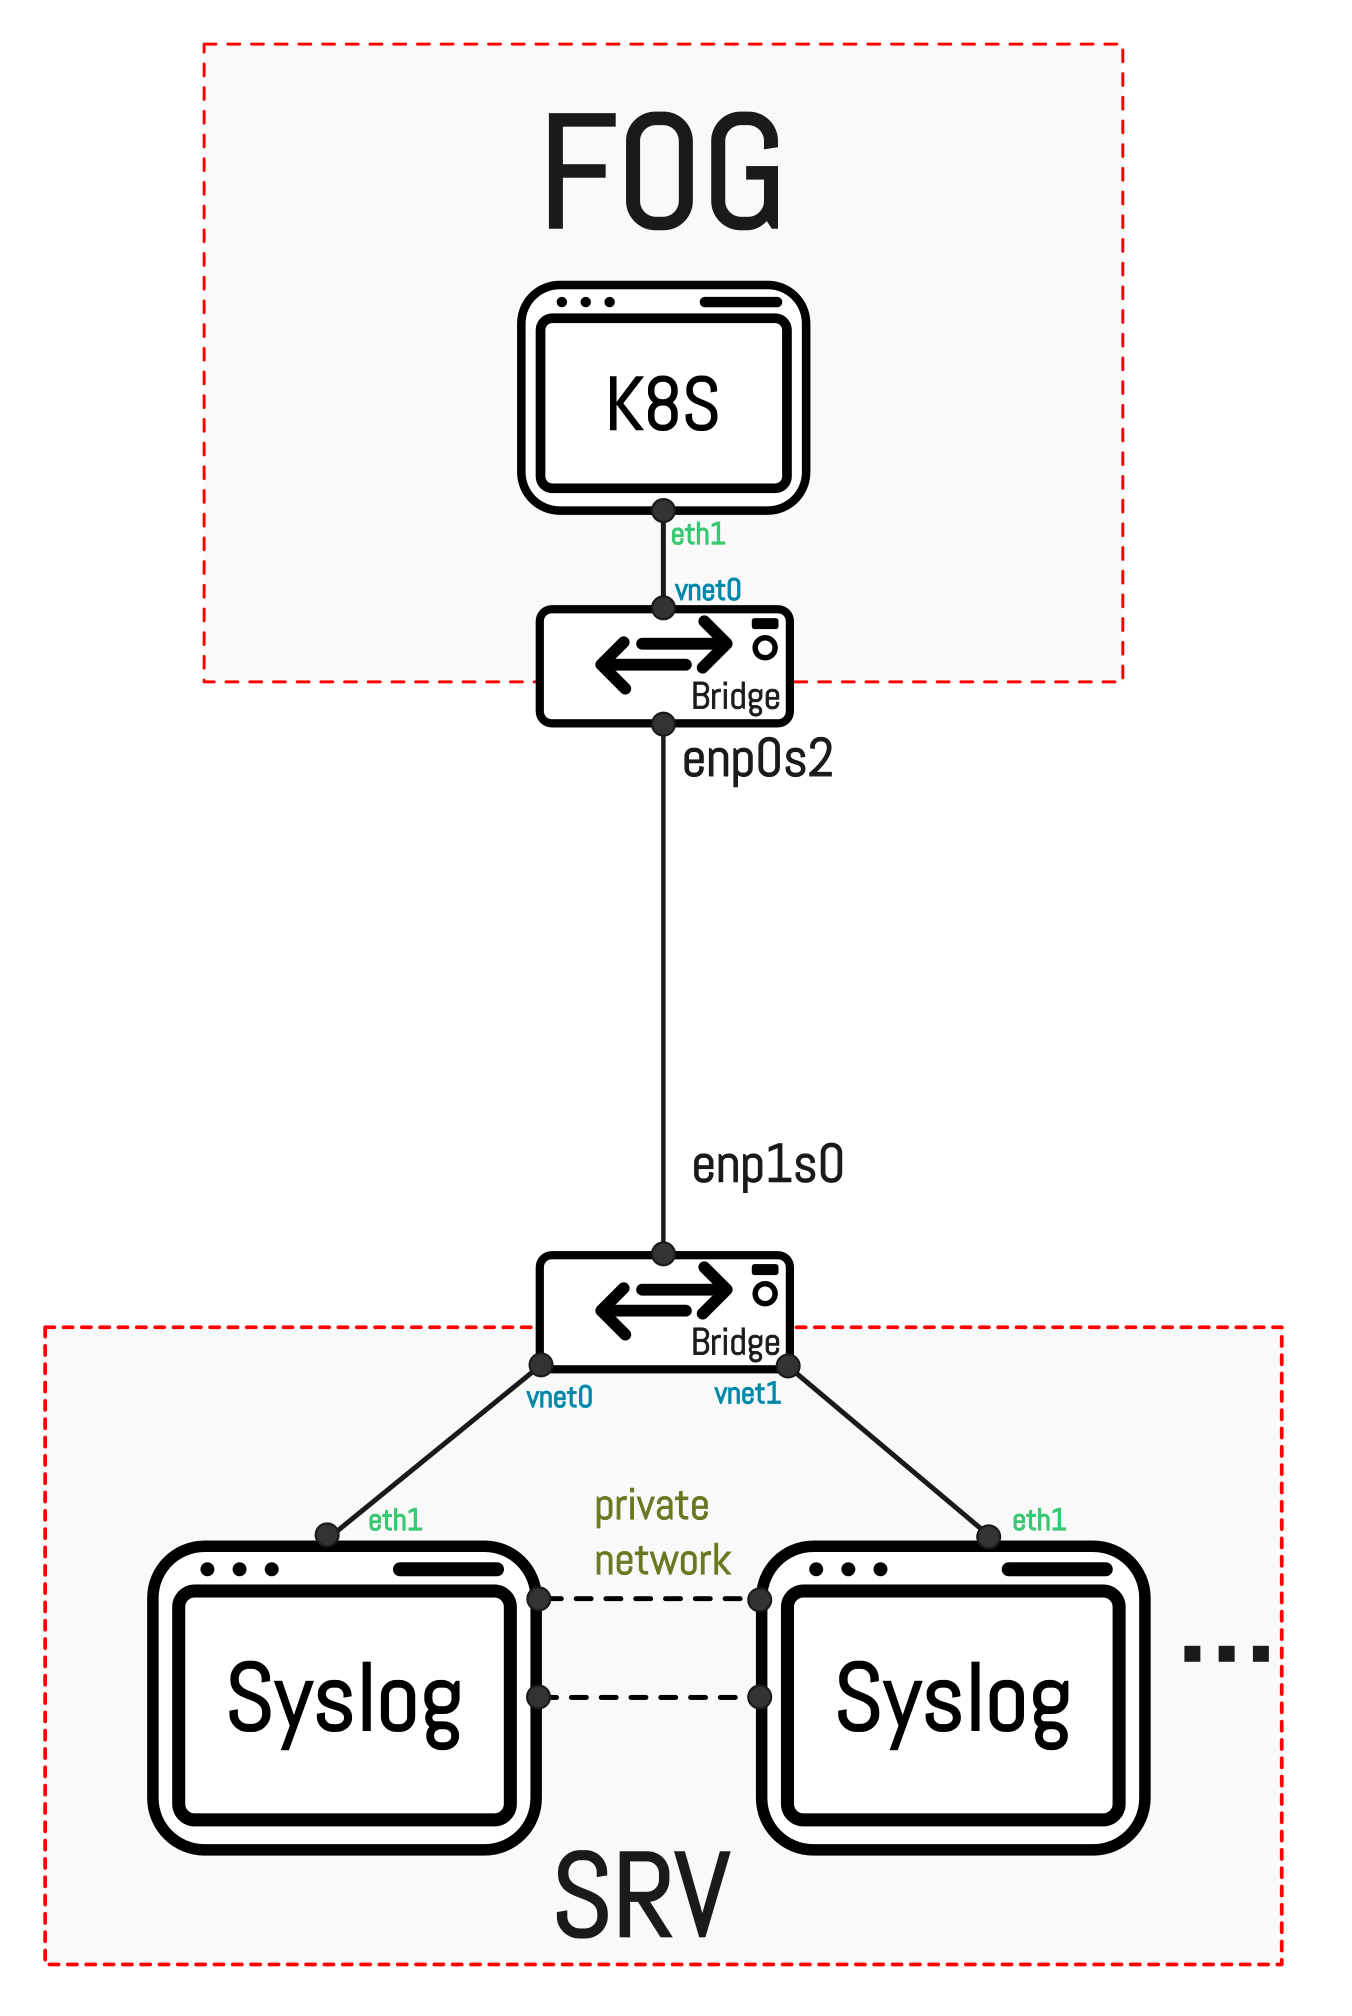 FOG
K8S
eth1
vnet0
Bridge
enp0s2
enp1s0
Bridge
vnet0
vnet1
eth1
private
network
eth1
Syslog
Syslog
...
SRV